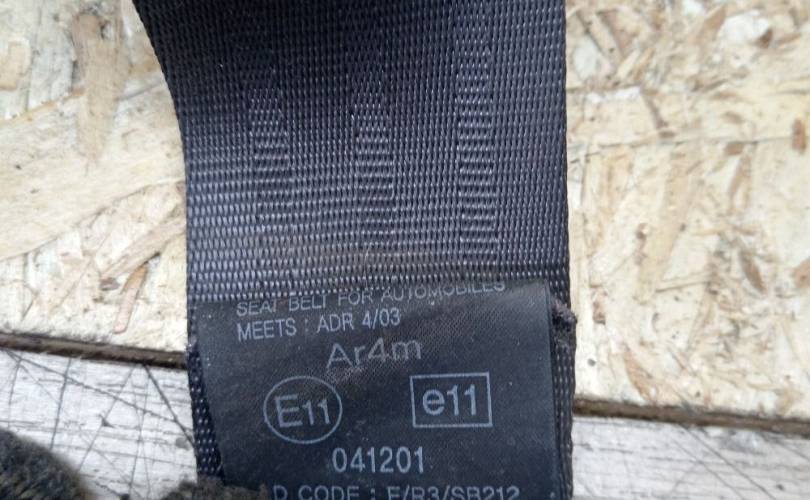 SEAT BELT FOR AUTOMOBILES
MEETS : ADR 4/03
Ar4m
E11 e11
041201
D CODE : F/R3/SB212